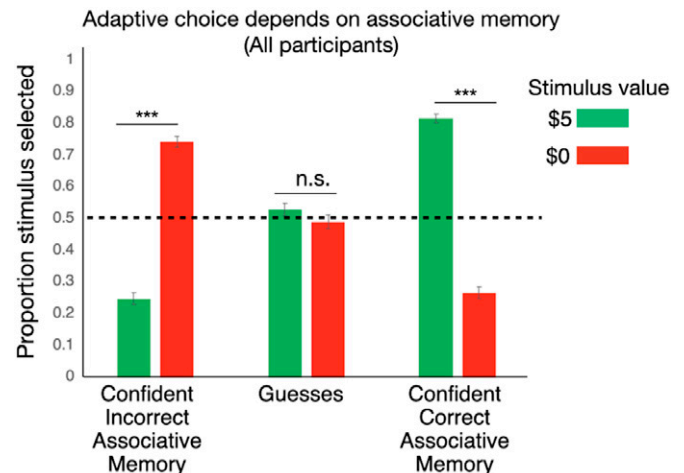 Adaptive choice depends on associative memory
(All participants)
Proportion stimulus selected
1
0.9
0.8
0.7
0.6
0.5
0.4
0.3
0.2
0.1
0
***
n.s.
***
Stimulus value
$5
$0
Confident
Incorrect
Associative
Memory
Guesses
Confident
Correct
Associative
Memory